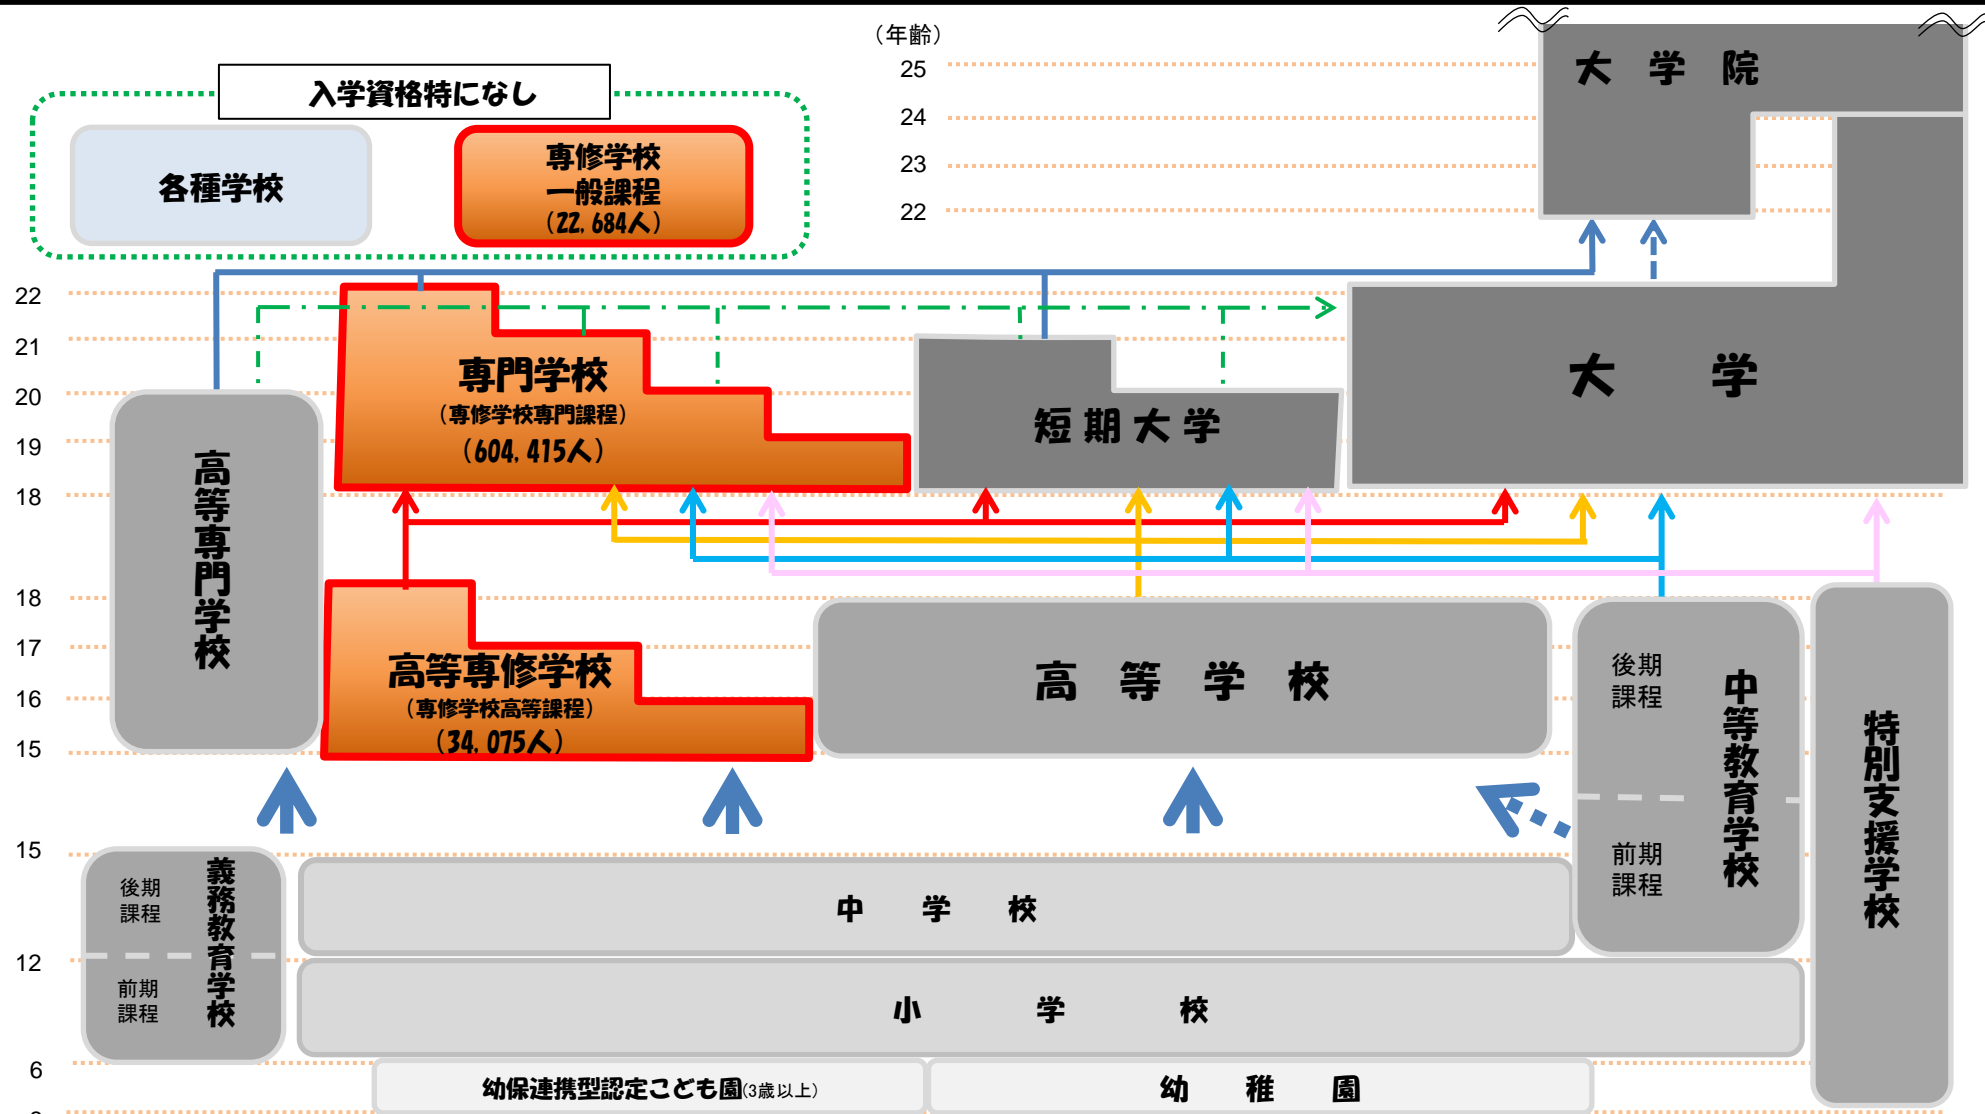 (年齢)
25
24
23
22
大学院
入学資格特になし
各種学校
専修学校
一般課程
(22,684人)
22
21
20
19
18
専門学校
(専修学校専門課程)
(604,415人)
短期大学
大学
高等専門学校
18
17
16
15
高等専修学校
(専修学校高等課程)
(34,075人)
高等学校
後期
課程
前期
課程
中等教育学校
特別支援学校
15
12
6
後期
課程
前期
課程
義務教育学校
中学校
小学校
幼保連携型認定こども園(3歳以上)
幼稚園